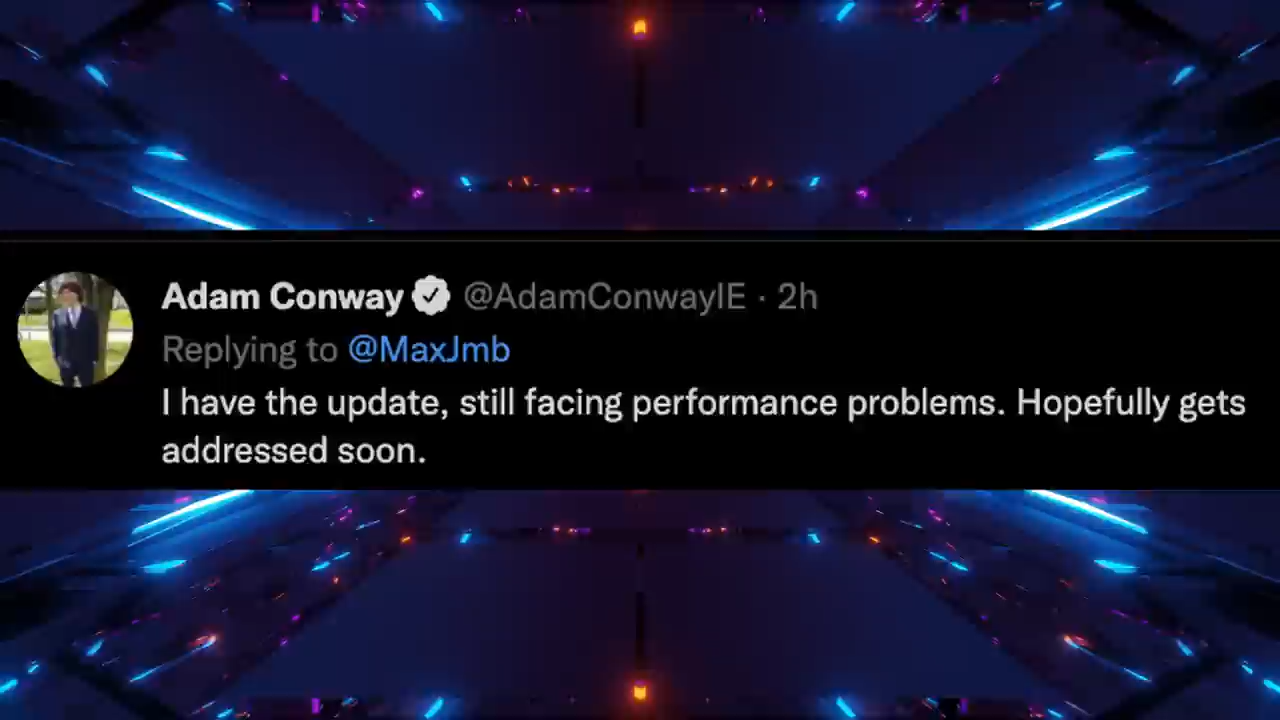 Adam Conway @AdamConwayIE · 2h
Replying to @MaxJmb
I have the update, still facing performance problems. Hopefully gets
addressed soon.